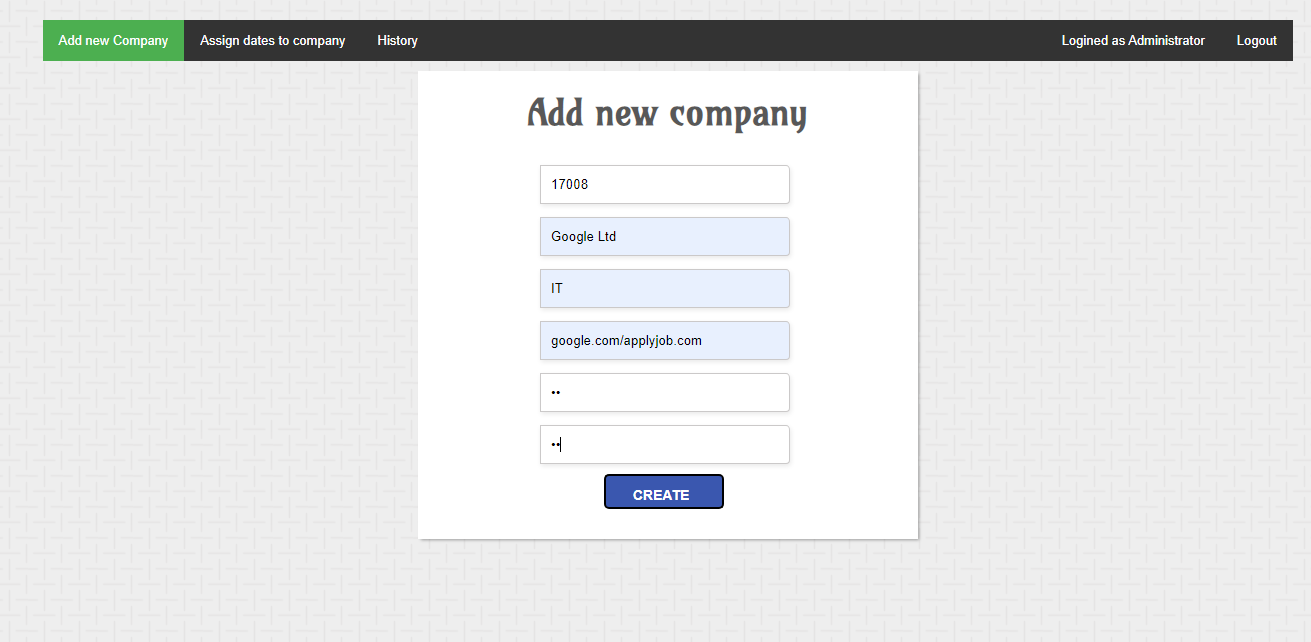 Add new Company Assign dates to company History Logined as Administrator Logout
Add new company
17008
Google Ltd
IT
google.com/applyjob.com
••
••
CREATE